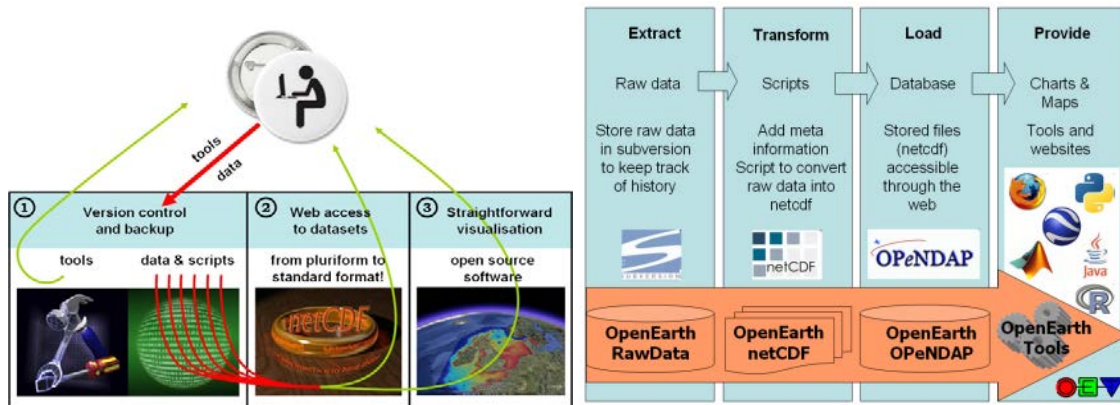 tools
data
1
Version control
and backup
2
Web access
to datasets
3
Straightforward
visualisation
tools
data & scripts
from pluriform to
standard format!
open source
software
netCDF
Extract
Raw data
Store raw data
in subversion
to keep track
of history
SUBVERSION
OpenEarth
RawData
Transform
Scripts
Add meta
information
Script to convert
raw data into
netcdf
netCDF
OpenEarth
netCDF
Load
Database
Stored files
(netcdf)
accessible
through the
web
OPeNDAP
OpenEarth
OPeNDAP
Provide
Charts &
Maps
Tools and
websites
Java
R
OpenEarth
Tools